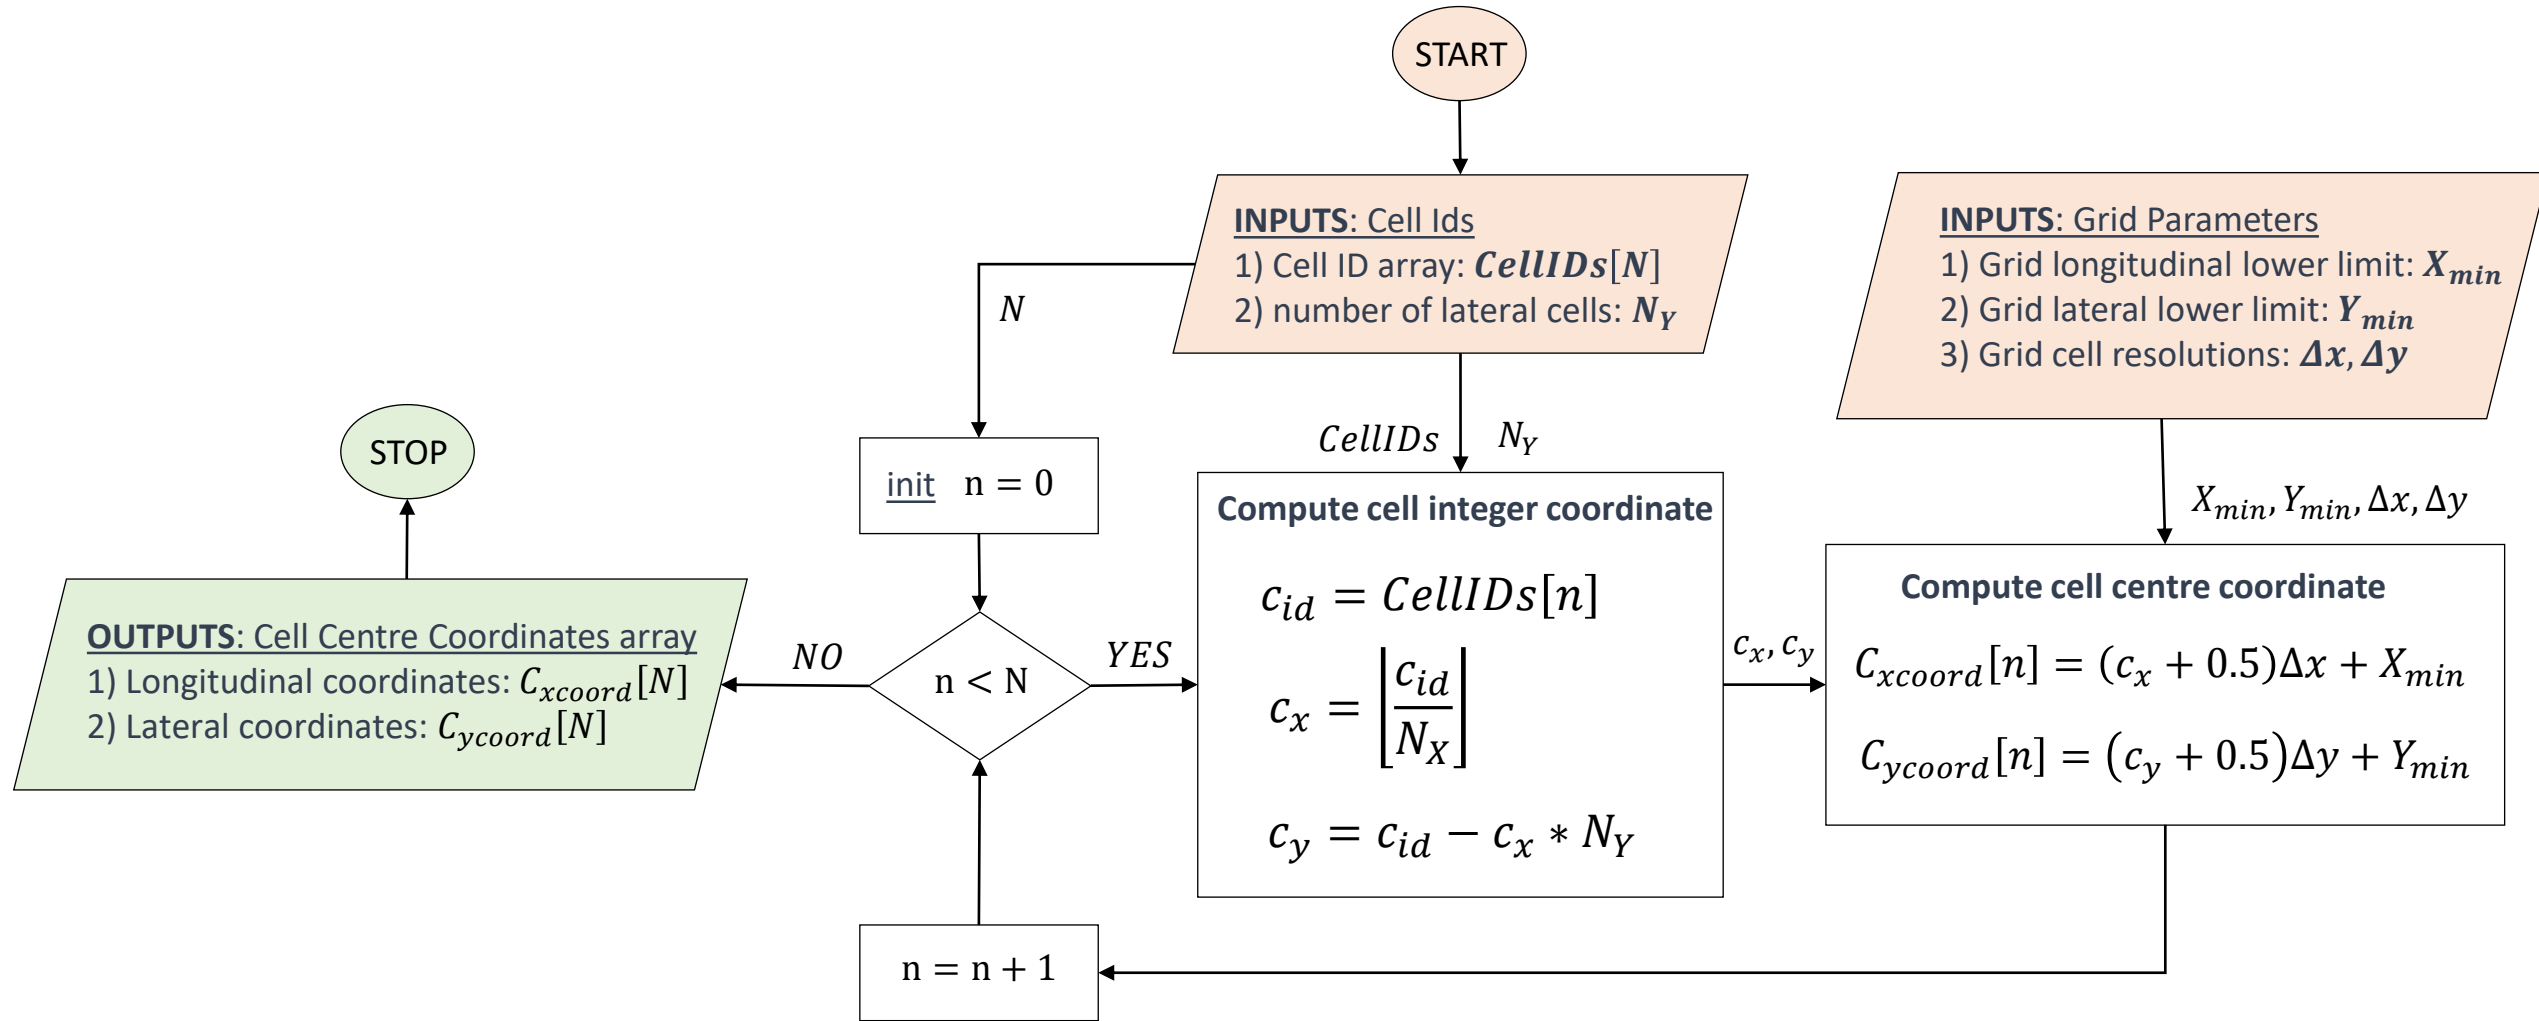 START
INPUTS: Cell Ids
1) Cell ID array: CellIDs[N]
2) number of lateral cells: N_Y
INPUTS: Grid Parameters
1) Grid longitudinal lower limit: X_min
2) Grid lateral lower limit: Y_min
3) Grid cell resolutions: Δx, Δy
N
CellIDs
N_Y
X_min, Y_min, Δx, Δy
STOP
init n = 0
Compute cell integer coordinate
c_id = CellIDs[n]
c_x = ⌊c_id / N_X⌋
c_y = c_id − c_x * N_Y
c_x, c_y
Compute cell centre coordinate
C_xcoord[n] = (c_x + 0.5)Δx + X_min
C_ycoord[n] = (c_y + 0.5)Δy + Y_min
OUTPUTS: Cell Centre Coordinates array
1) Longitudinal coordinates: C_xcoord[N]
2) Lateral coordinates: C_ycoord[N]
NO
n < N
YES
n = n + 1